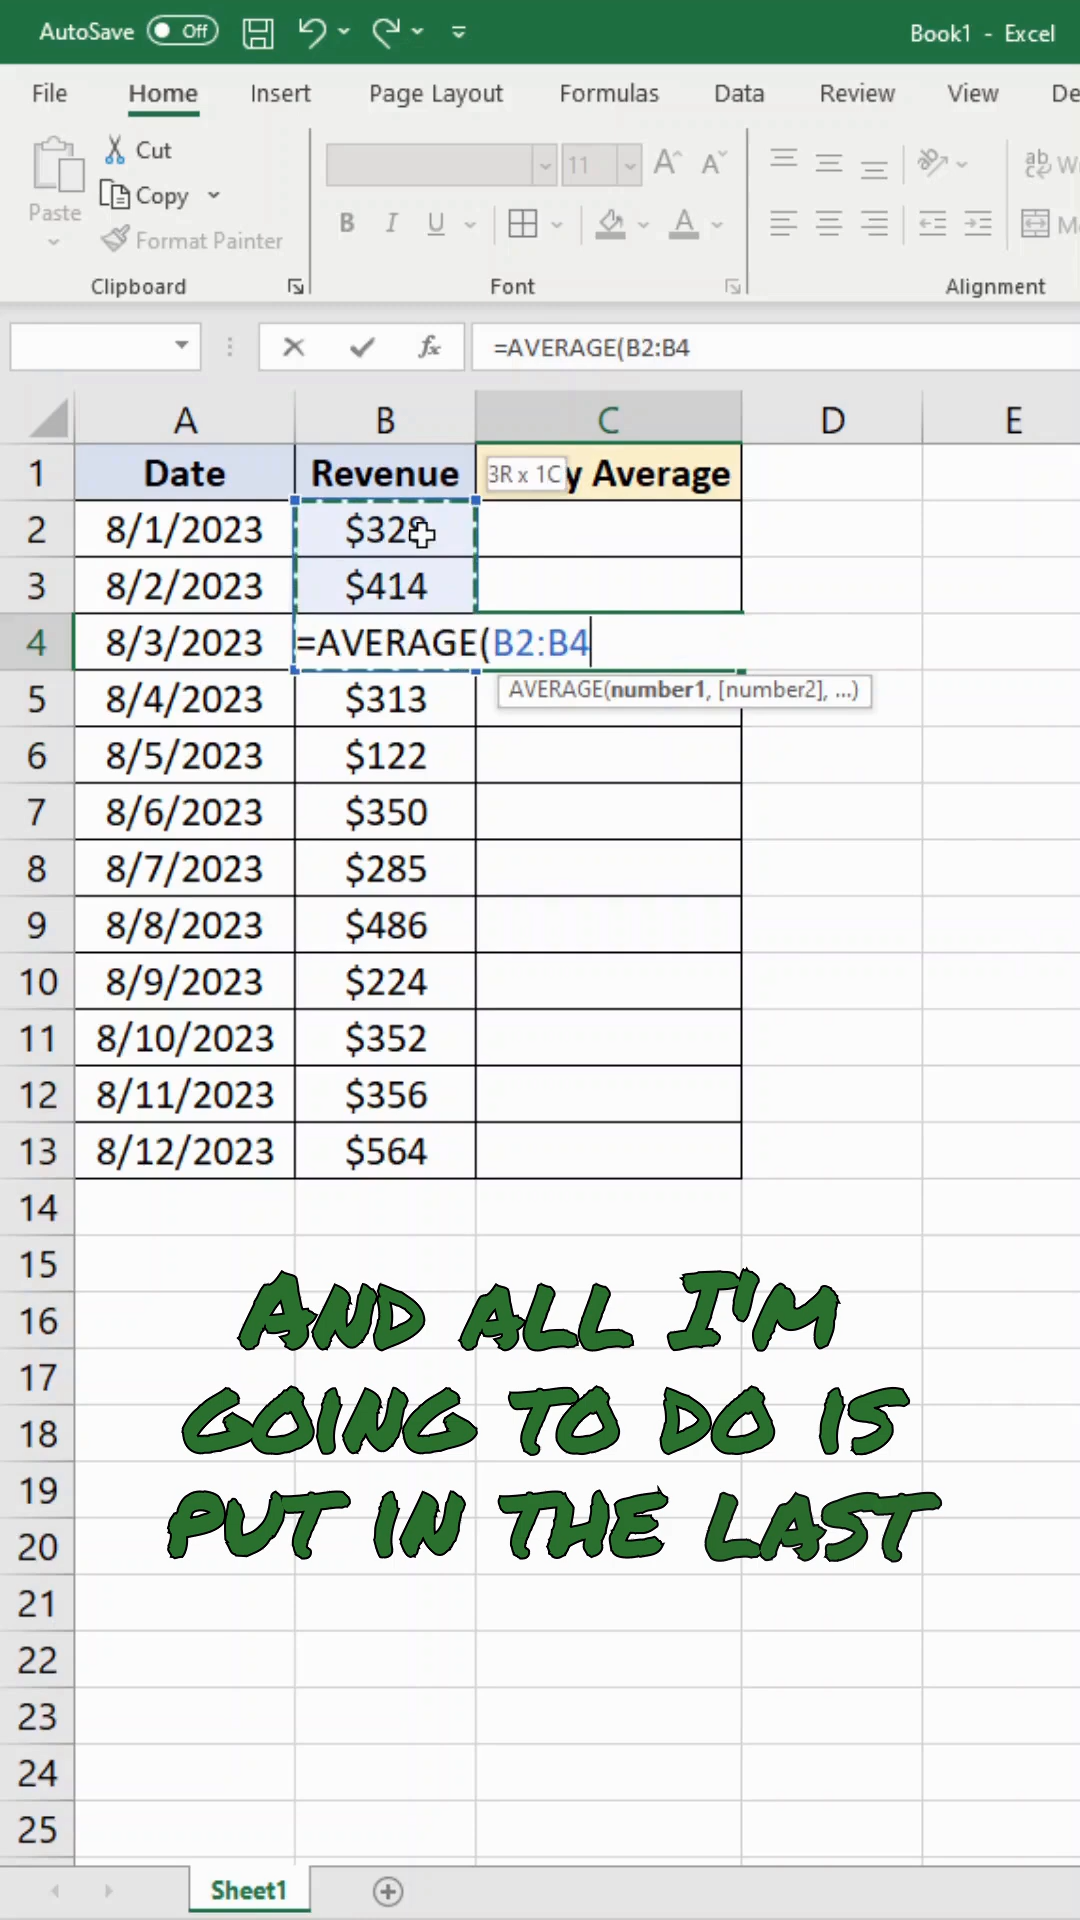 AutoSave Off Book1 - Excel
File Home Insert Page Layout Formulas Data Review View De
Paste Cut Copy Format Painter
11
B I U A
ab
Clipboard Font Alignment
fx =AVERAGE(B2:B4
A B C D E
1 Date Revenue 3R x 1C y Average
2 8/1/2023
3 8/2/2023 $414
4 8/3/2023 =AVERAGE(B2:B4
AVERAGE(number1, [number2], ...)
5 8/4/2023 $313
6 8/5/2023 $122
7 8/6/2023 $350
8 8/7/2023 $285
9 8/8/2023 $486
10 8/9/2023 $224
11 8/10/2023 $352
12 8/11/2023 $356
13 8/12/2023 $564
14
15
16
17
18
19
20
21
22
23
24
25
And all I'm
going to do is
put in the last
Sheet1